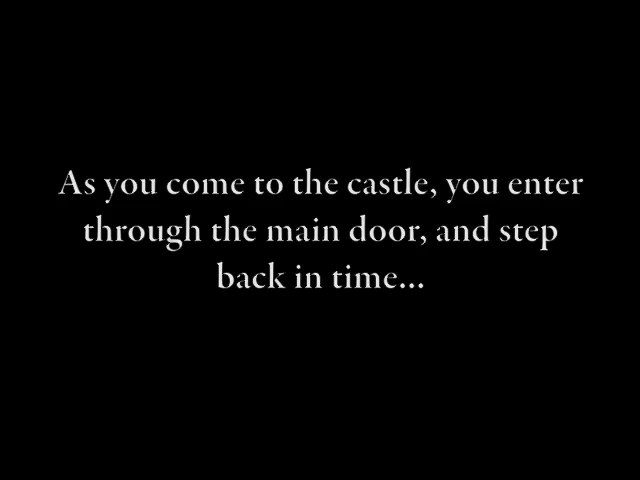 As you come to the castle, you enter
through the main door, and step
back in time...